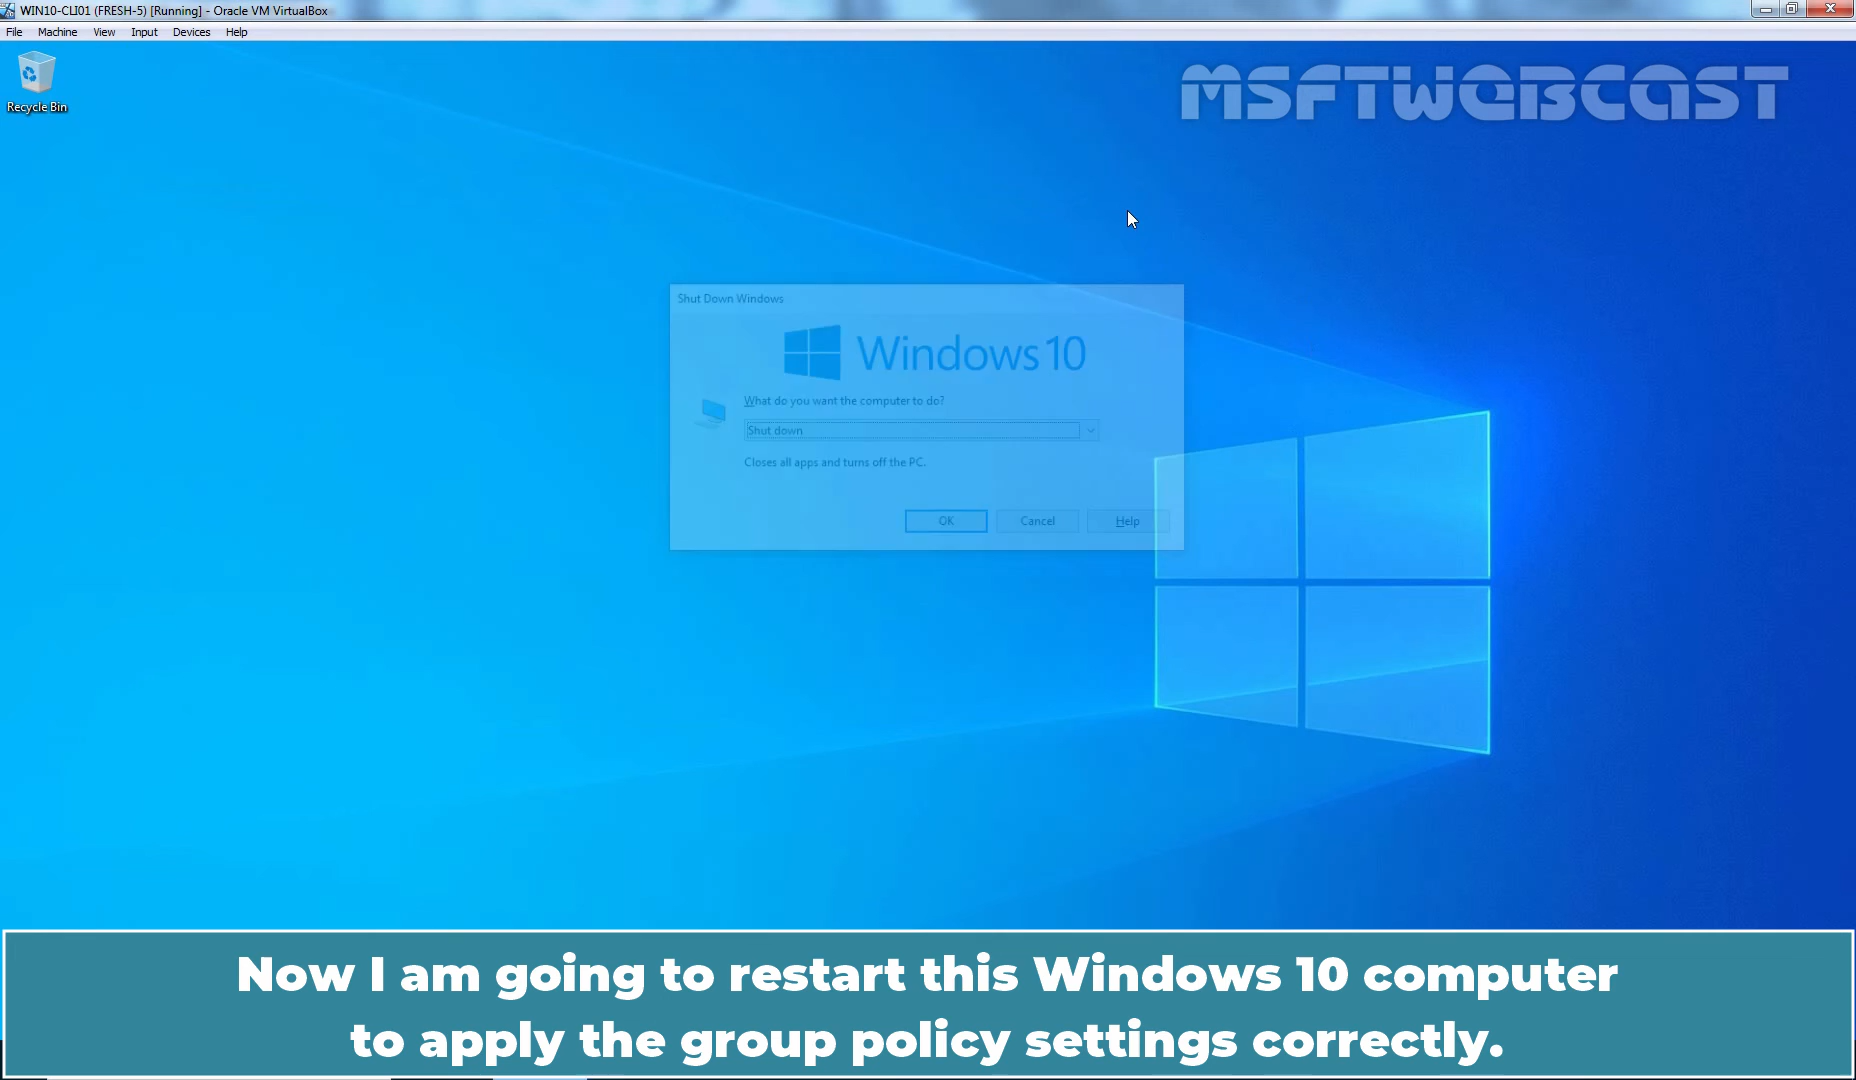 WIN10-CLI01 (FRESH-5) [Running] - Oracle VM VirtualBox
File Machine View Input Devices Help
Recycle Bin
MSFTWEBCAST
Shut Down Windows
Windows 10
What do you want the computer to do?
Shut down
Closes all apps and turns off the PC.
OK Cancel Help
Now I am going to restart this Windows 10 computer
to apply the group policy settings correctly.